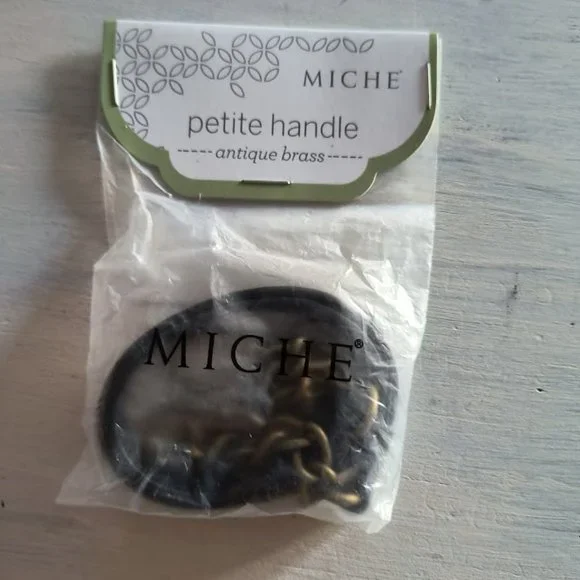 MICHE®
petite handle
-----antique brass-----
MICHE®